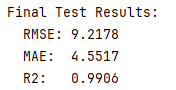 Final Test Results:
RMSE: 9.2178
MAE: 4.5517
R2: 0.9906